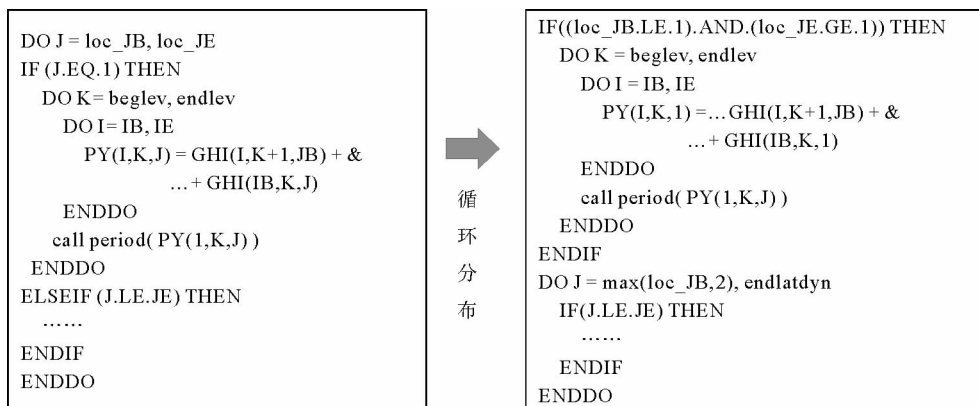 DO J = loc_JB, loc_JE
IF (J.EQ.1) THEN
DO K= beglev, endlev
DO I= IB, IE
PY(I,K,J) = GHI(I,K+1,JB) + &
...+ GHI(IB,K,J)
ENDDO
call period( PY(1,K,J) )
ENDDO
ELSEIF (J.LE.JE) THEN
……
ENDIF
ENDDO
循
环
分
布
IF((loc_JB.LE.1).AND.(loc_JE.GE.1)) THEN
DO K = beglev, endlev
DO I = IB, IE
PY(I,K,1) =... GHI(I,K+1,JB) + &
...+ GHI(IB,K,1)
ENDDO
call period( PY(1,K,J) )
ENDDO
ENDIF
DO J = max(loc_JB,2), endlatdyn
IF(J.LE.JE) THEN
……
ENDIF
ENDDO